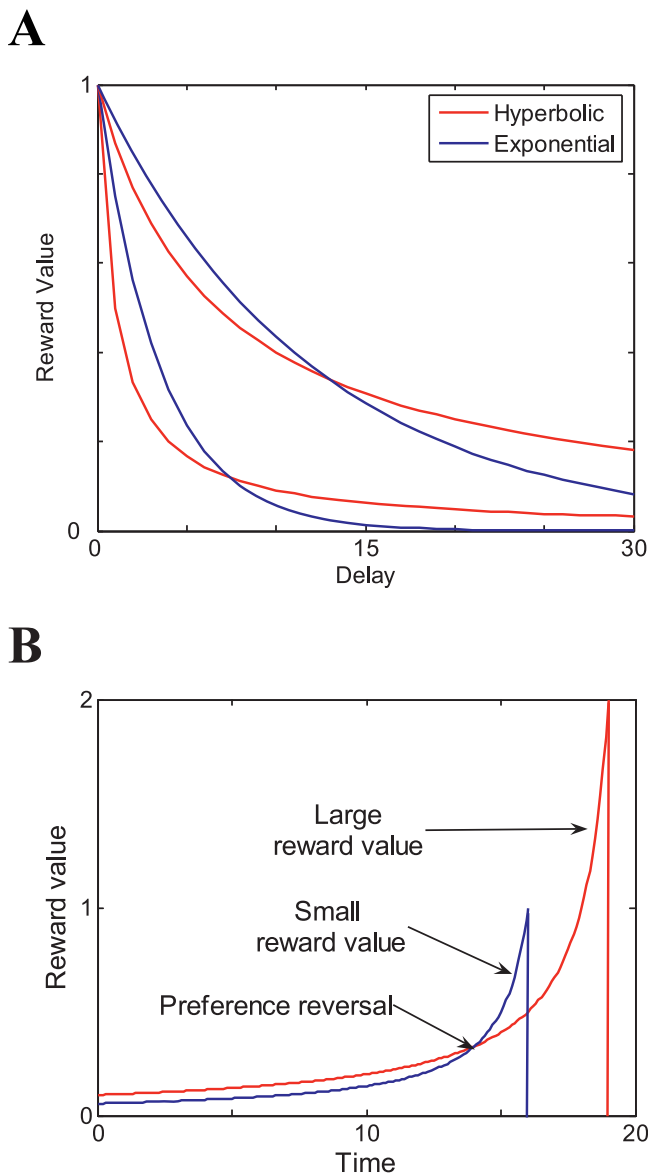 A
1
Hyperbolic
Exponential
Reward Value
0
0
15
30
Delay
B
2
Large
reward value
Small
reward value
1
Preference reversal
Reward value
0
0
10
20
Time